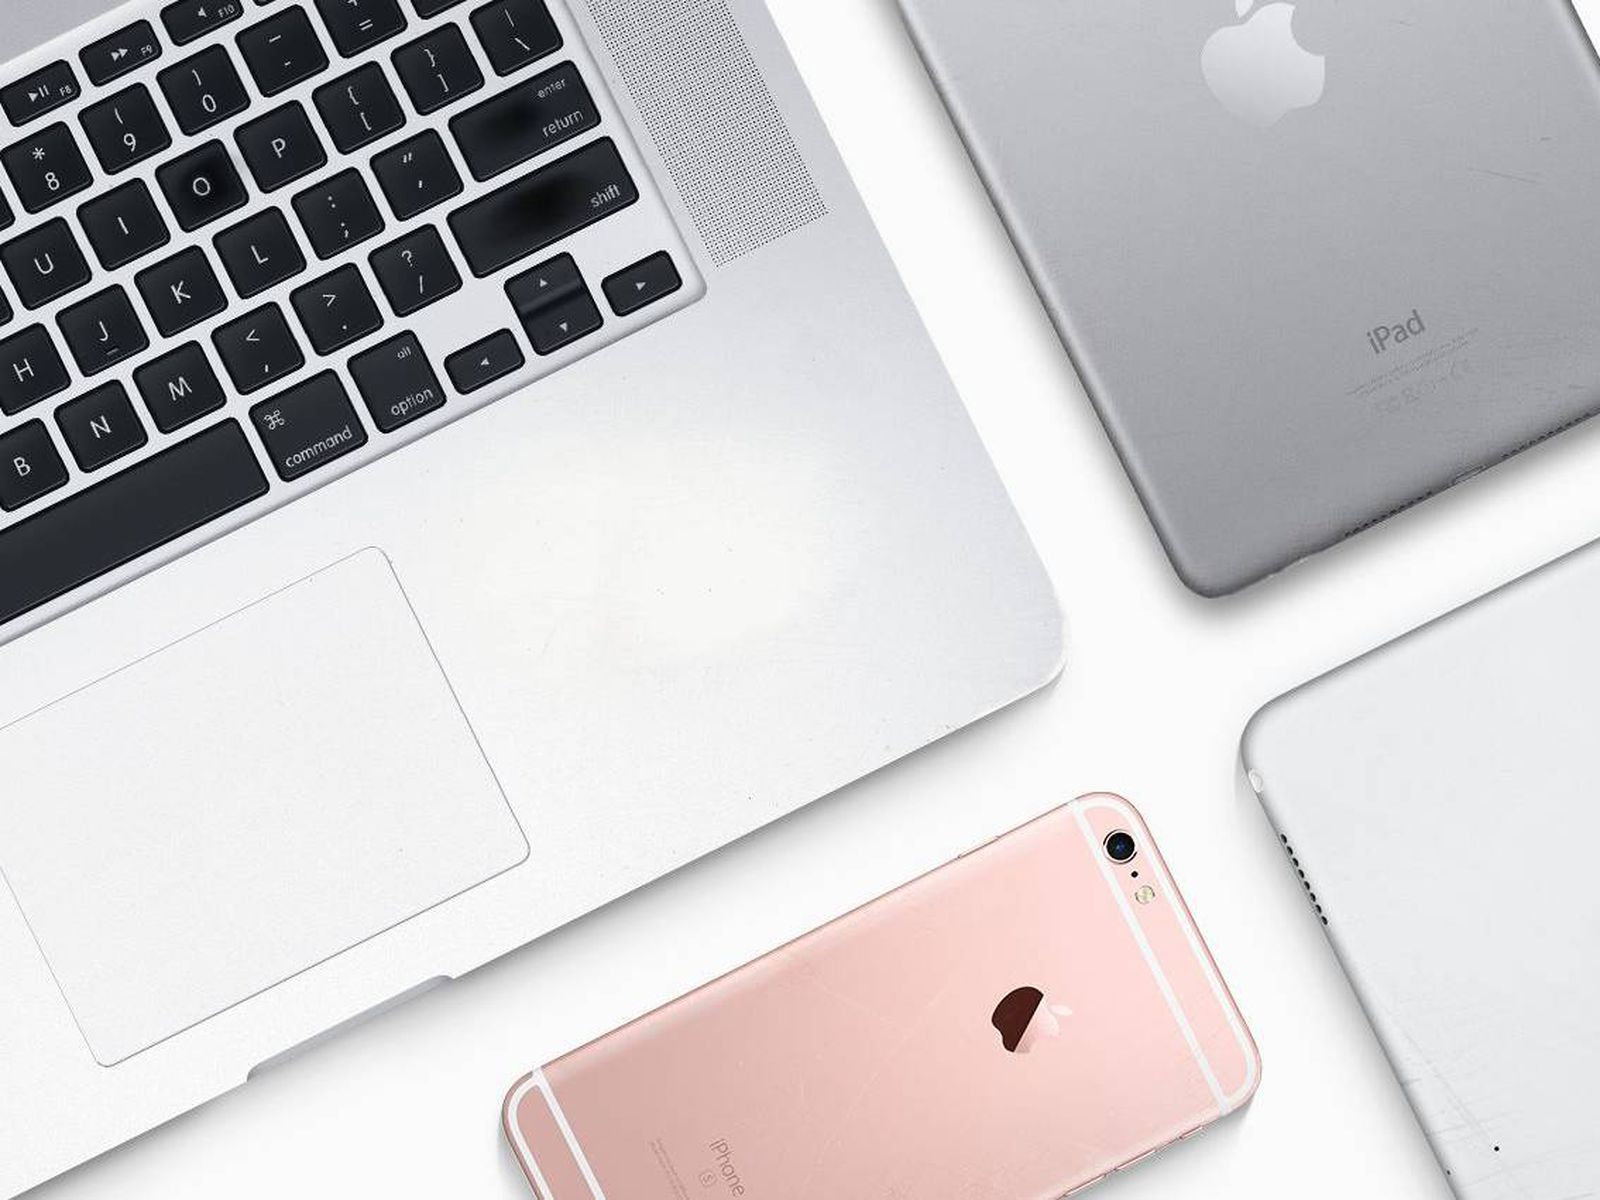 F10
F9
F8
+
=
|
\
_
-
}
]
enter
return
)
0
{
[
(
9
P
"
'
shift
*
8
O
:
;
I
L
?
/
U
K
>
.
J
<
,
alt
option
H
M
⌘
command
N
B
iPad
iPhone
S